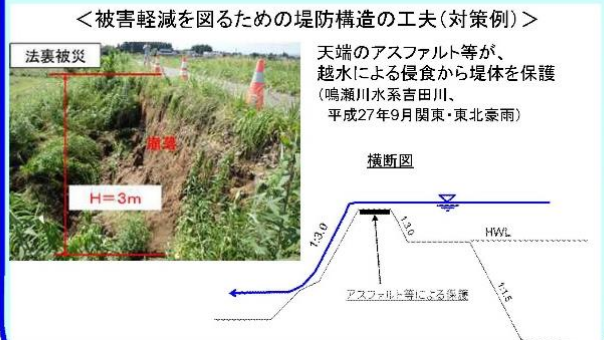 ＜被害軽減を図るための堤防構造の工夫（対策例）＞
法裏被災
崩落
H＝3m
天端のアスファルト等が、
越水による侵食から堤体を保護
（鳴瀬川水系吉田川、
平成27年9月関東・東北豪雨）
横断図
1:3.0
1:3.0
HWL
1:1.5
アスファルト等による保護